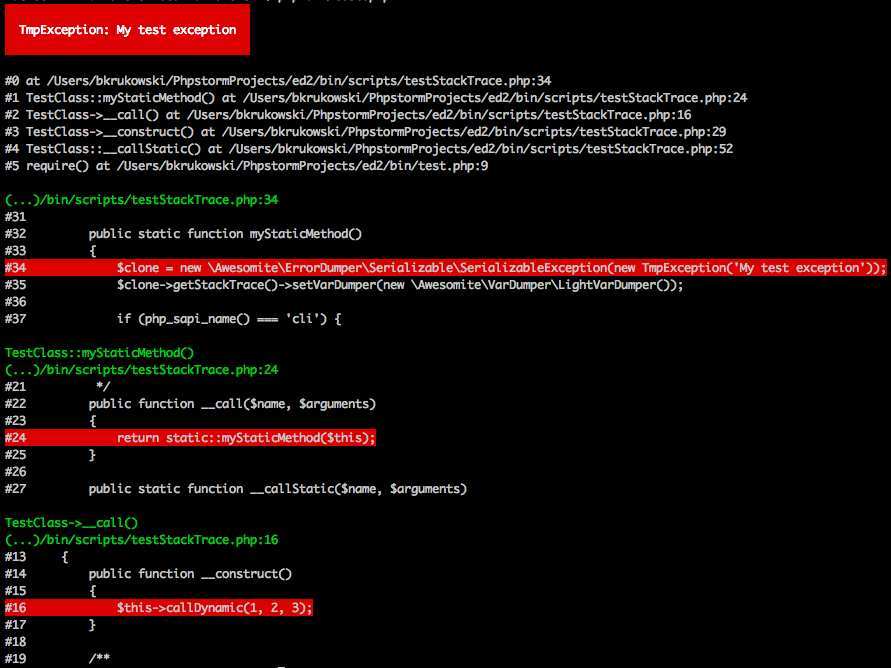 TmpException: My test exception
#0 at /Users/bkrukowski/PhpstormProjects/ed2/bin/scripts/testStackTrace.php:34
#1 TestClass::myStaticMethod() at /Users/bkrukowski/PhpstormProjects/ed2/bin/scripts/testStackTrace.php:24
#2 TestClass->__call() at /Users/bkrukowski/PhpstormProjects/ed2/bin/scripts/testStackTrace.php:16
#3 TestClass->__construct() at /Users/bkrukowski/PhpstormProjects/ed2/bin/scripts/testStackTrace.php:29
#4 TestClass::__callStatic() at /Users/bkrukowski/PhpstormProjects/ed2/bin/scripts/testStackTrace.php:52
#5 require() at /Users/bkrukowski/PhpstormProjects/ed2/bin/test.php:9
(...)/bin/scripts/testStackTrace.php:34
#31
#32 public static function myStaticMethod()
#33 {
#34 $clone = new \Awesomite\ErrorDumper\Serializable\SerializableException(new TmpException('My test exception'));
#35 $clone->getStackTrace()->setVarDumper(new \Awesomite\VarDumper\LightVarDumper());
#36
#37 if (php_sapi_name() === 'cli') {
TestClass::myStaticMethod()
(...)/bin/scripts/testStackTrace.php:24
#21 */
#22 public function __call($name, $arguments)
#23 {
#24 return static::myStaticMethod($this);
#25 }
#26
#27 public static function __callStatic($name, $arguments)
TestClass->__call()
(...)/bin/scripts/testStackTrace.php:16
#13 {
#14 public function __construct()
#15 {
#16 $this->callDynamic(1, 2, 3);
#17 }
#18
#19 /**